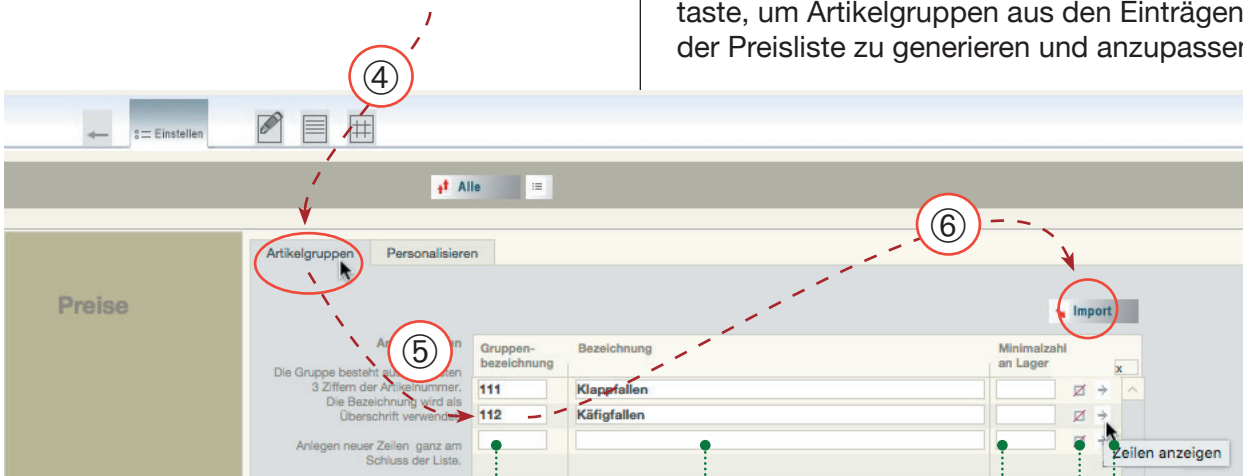 taste, um Artikelgruppen aus den Einträgen
der Preisliste zu generieren und anzupassen
④
Einstellen
Alle
⑥
Artikelgruppen Personalisieren
Preise
Import
⑤
Gruppen-
bezeichnung
Bezeichnung
Minimalzahl
an Lager
x
Die Gruppe besteht
3 Ziffern der Artikelnummer.
Die Bezeichnung wird als
Überschrift verwendet
111 Klappfallen
112 Käfigfallen
Anlegen neuer Zeilen ganz am
Schluss der Liste.
Zeilen anzeigen